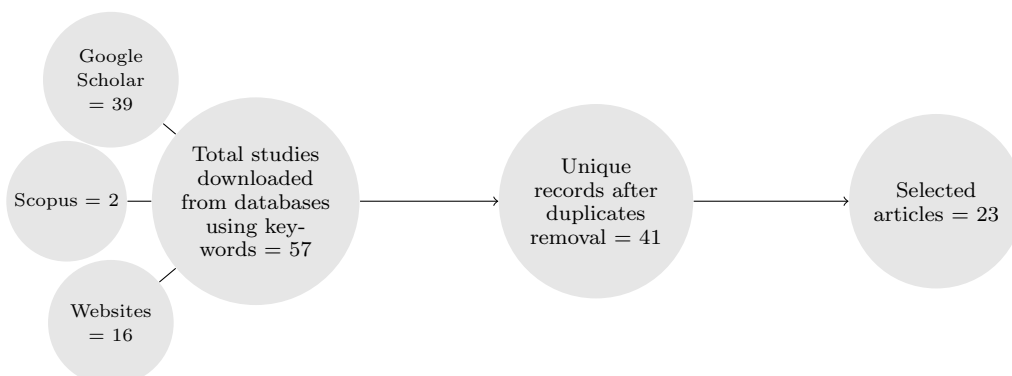 Google
Scholar
= 39
Scopus = 2
Websites
= 16
Total studies
downloaded
from databases
using key-
words = 57
Unique
records after
duplicates
removal = 41
Selected
articles = 23